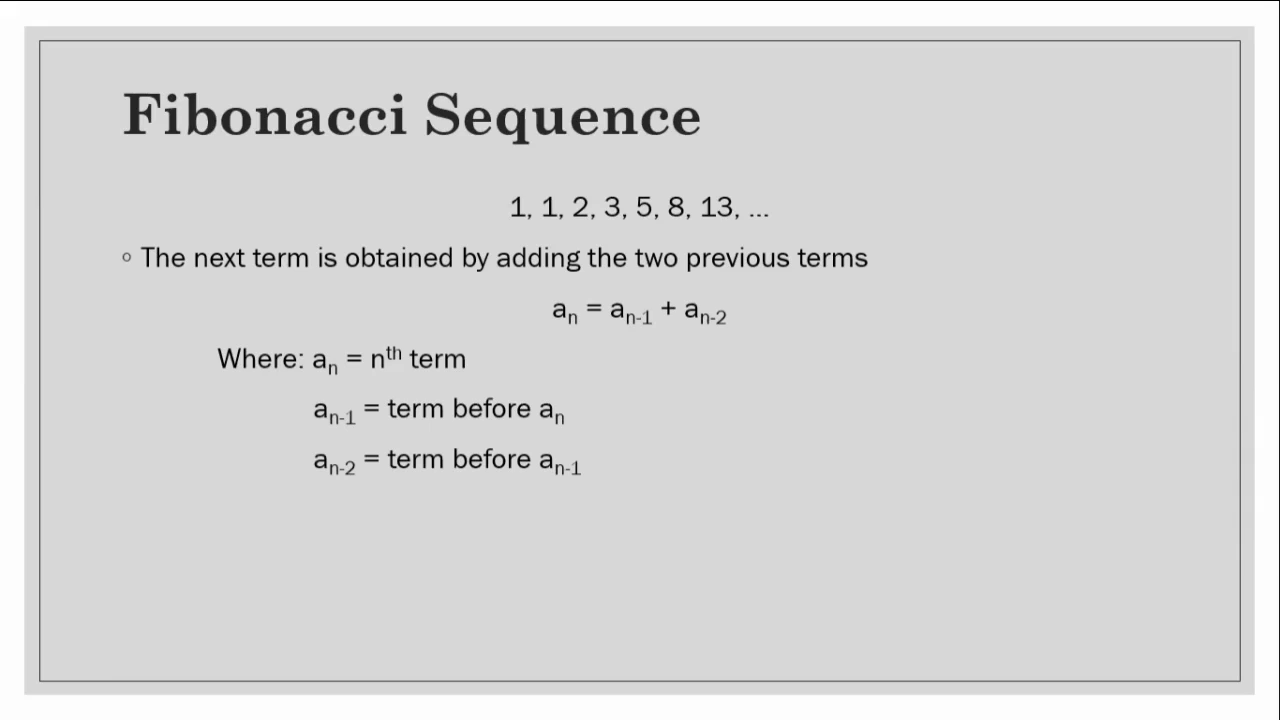 Fibonacci Sequence
1, 1, 2, 3, 5, 8, 13, ...
◦ The next term is obtained by adding the two previous terms
aₙ = aₙ₋₁ + aₙ₋₂
Where: aₙ = nᵗʰ term
aₙ₋₁ = term before aₙ
aₙ₋₂ = term before aₙ₋₁